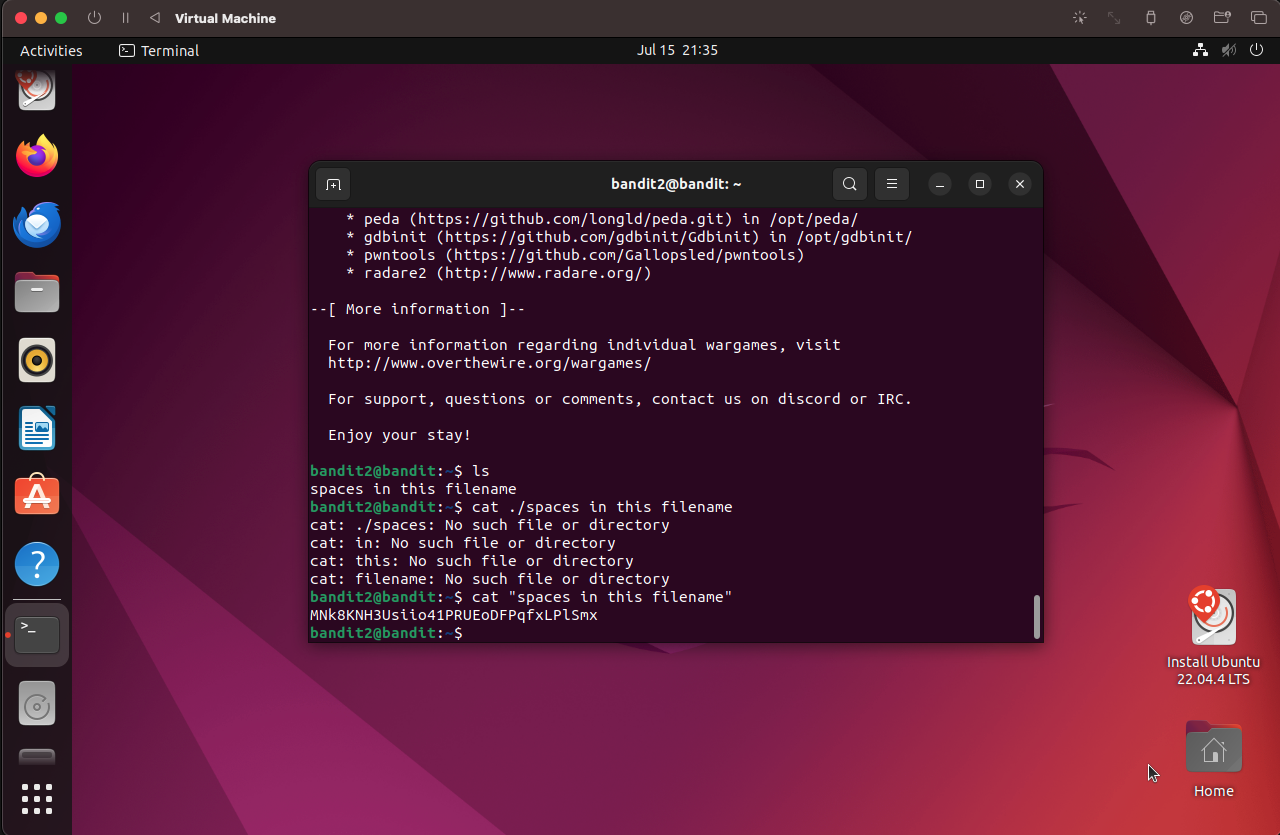 Virtual Machine
Activities
Terminal
Jul 15 21:35
bandit2@bandit: ~
* peda (https://github.com/longld/peda.git) in /opt/peda/
* gdbinit (https://github.com/gdbinit/Gdbinit) in /opt/gdbinit/
* pwntools (https://github.com/Gallopsled/pwntools)
* radare2 (http://www.radare.org/)
--[ More information ]--
For more information regarding individual wargames, visit
http://www.overthewire.org/wargames/
For support, questions or comments, contact us on discord or IRC.
Enjoy your stay!
bandit2@bandit:~$ ls
spaces in this filename
bandit2@bandit:~$ cat ./spaces in this filename
cat: ./spaces: No such file or directory
cat: in: No such file or directory
cat: this: No such file or directory
cat: filename: No such file or directory
bandit2@bandit:~$ cat "spaces in this filename"
MNk8KNH3Usiio41PRUEoDFPqfxLPlSmx
bandit2@bandit:~$
Install Ubuntu
22.04.4 LTS
Home